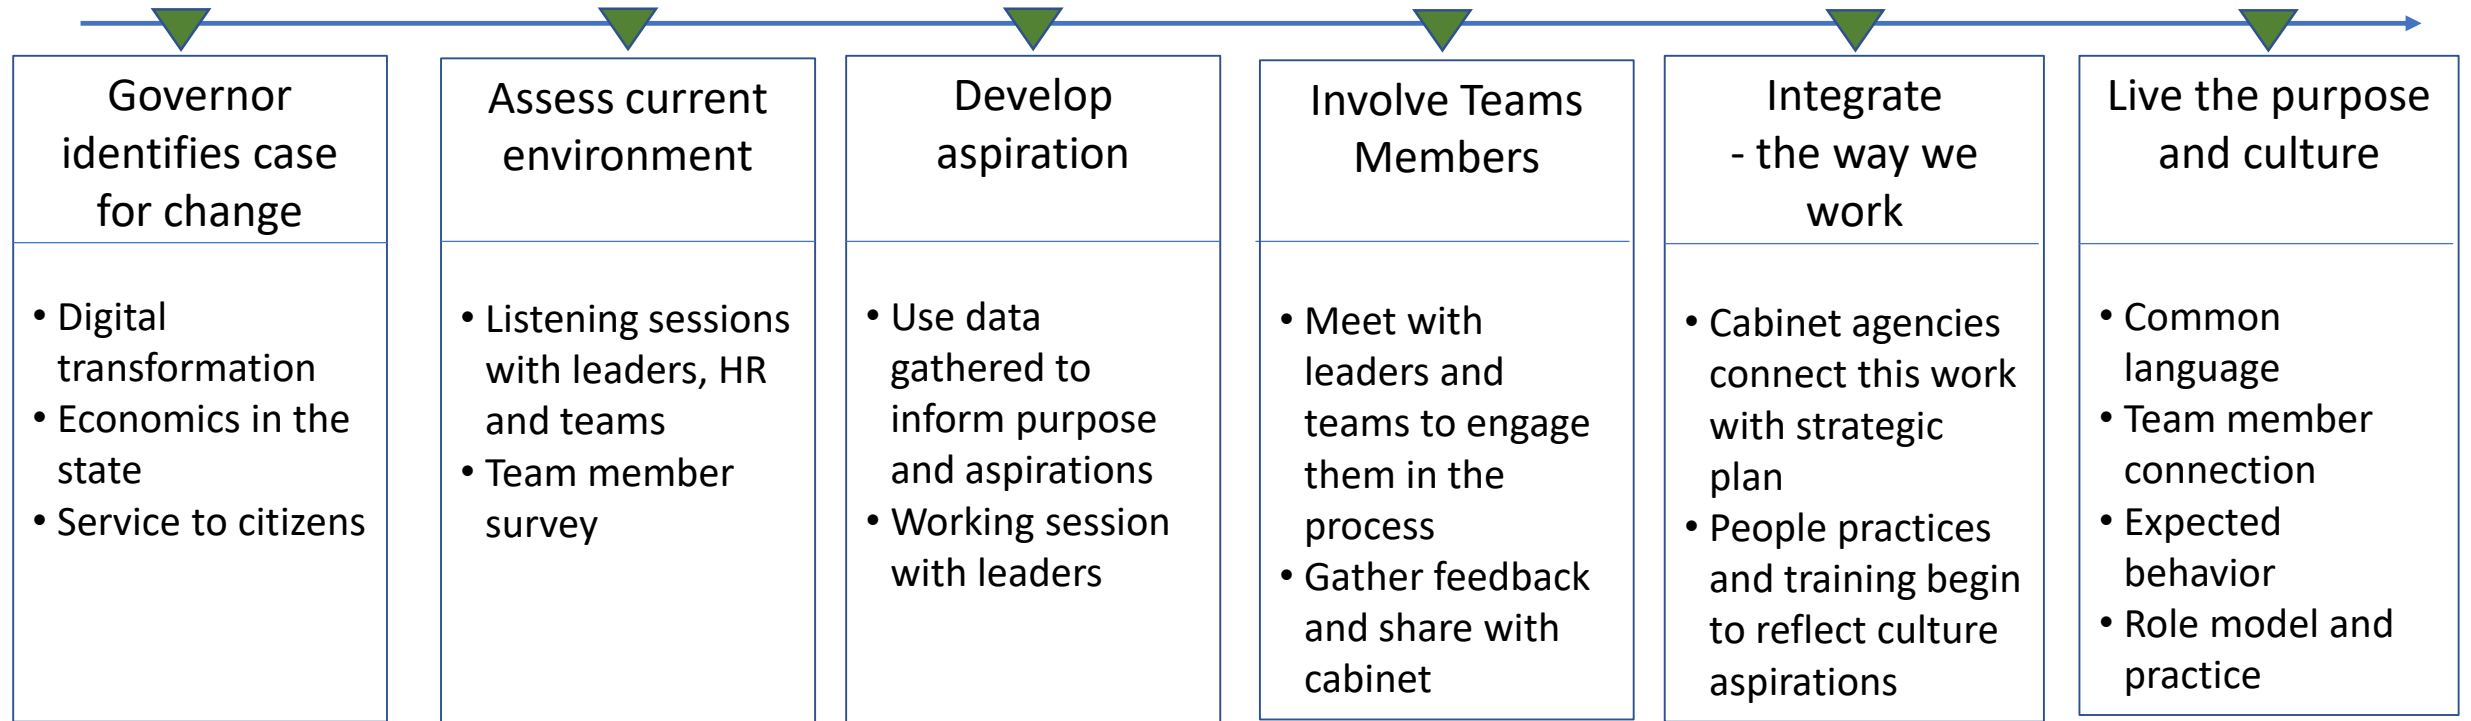 Governor
identifies case
for change
• Digital
transformation
• Economics in the
state
• Service to citizens
Assess current
environment
• Listening sessions
with leaders, HR
and teams
• Team member
survey
Develop
aspiration
• Use data
gathered to
inform purpose
and aspirations
• Working session
with leaders
Involve Teams
Members
• Meet with
leaders and
teams to engage
them in the
process
• Gather feedback
and share with
cabinet
Integrate
- the way we
work
• Cabinet agencies
connect this work
with strategic
plan
• People practices
and training begin
to reflect culture
aspirations
Live the purpose
and culture
• Common
language
• Team member
connection
• Expected
behavior
• Role model and
practice